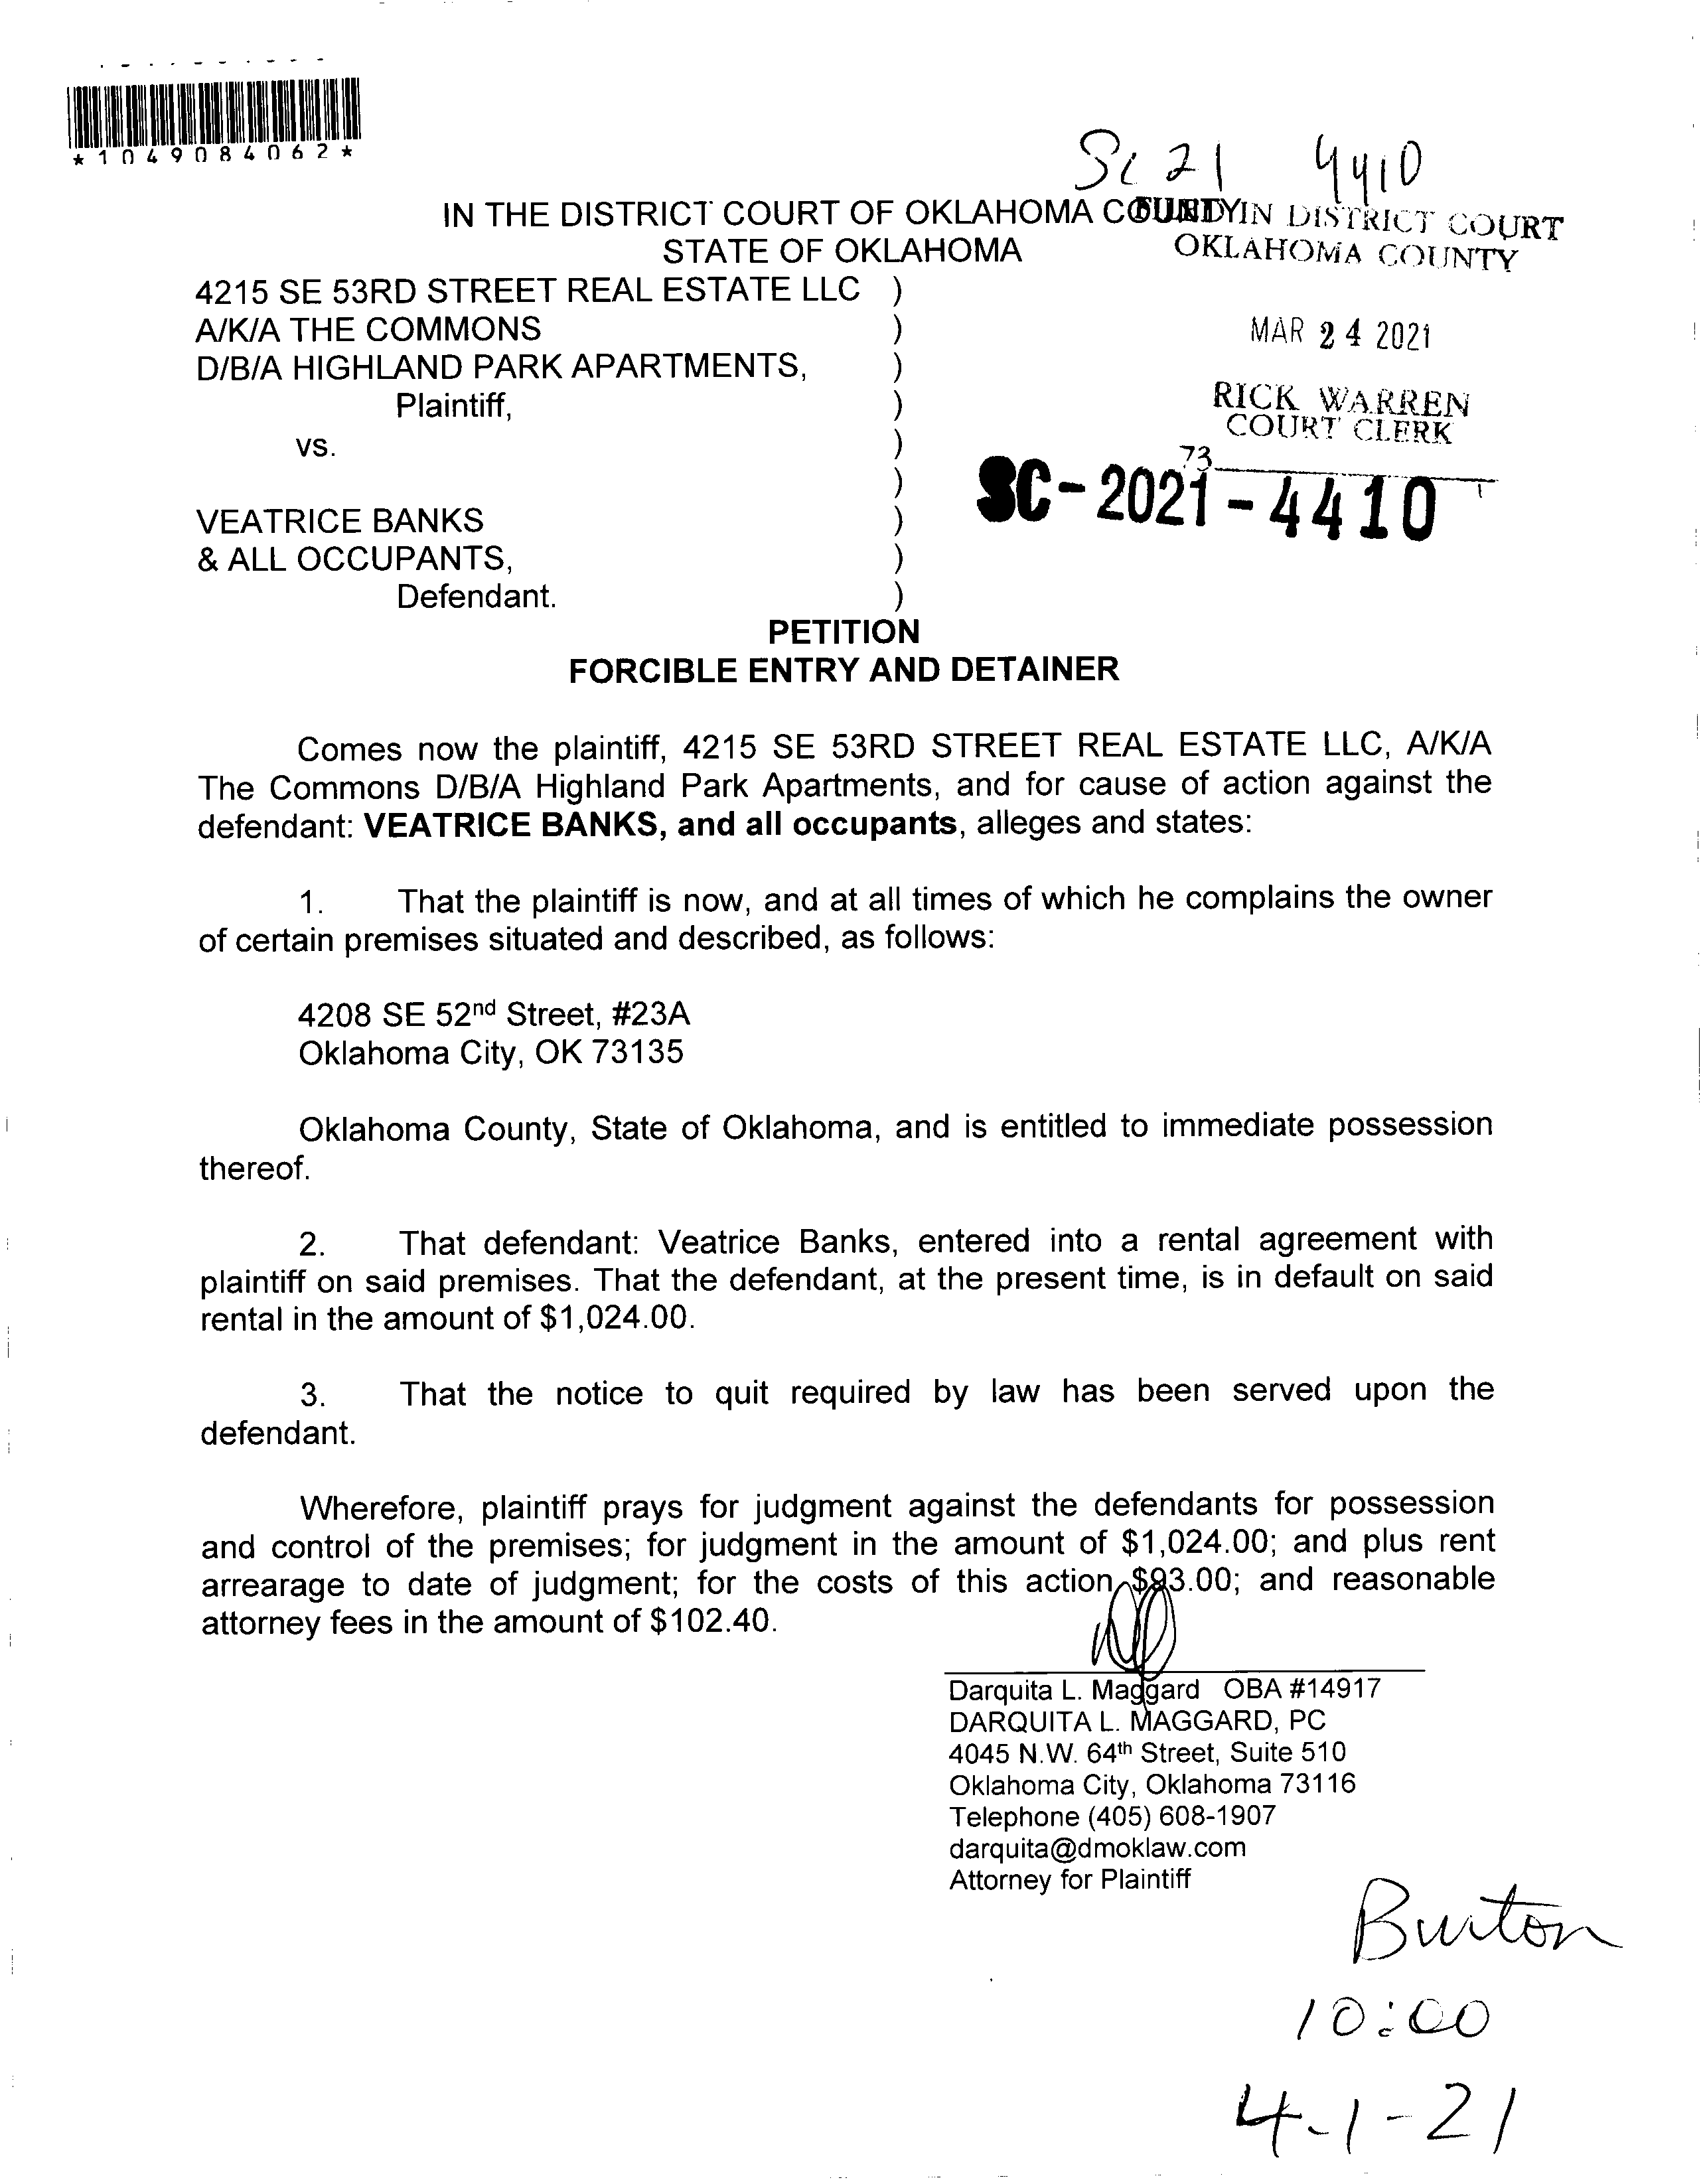 *1049084062*
SC 21 4410
IN THE DISTRICT COURT OF OKLAHOMA COUNTY
STATE OF OKLAHOMA
FILED IN DISTRICT COURT
OKLAHOMA COUNTY
MAR 24 2021
RICK WARREN
COURT CLERK
73
SC-2021-4410
4215 SE 53RD STREET REAL ESTATE LLC )
A/K/A THE COMMONS )
D/B/A HIGHLAND PARK APARTMENTS, )
Plaintiff, )
vs. )
)
VEATRICE BANKS )
& ALL OCCUPANTS, )
Defendant. )
PETITION
FORCIBLE ENTRY AND DETAINER
Comes now the plaintiff, 4215 SE 53RD STREET REAL ESTATE LLC, A/K/A
The Commons D/B/A Highland Park Apartments, and for cause of action against the
defendant: VEATRICE BANKS, and all occupants, alleges and states:
1. That the plaintiff is now, and at all times of which he complains the owner
of certain premises situated and described, as follows:
4208 SE 52nd Street, #23A
Oklahoma City, OK 73135
Oklahoma County, State of Oklahoma, and is entitled to immediate possession
thereof.
2. That defendant: Veatrice Banks, entered into a rental agreement with
plaintiff on said premises. That the defendant, at the present time, is in default on said
rental in the amount of $1,024.00.
3. That the notice to quit required by law has been served upon the
defendant.
Wherefore, plaintiff prays for judgment against the defendants for possession
and control of the premises; for judgment in the amount of $1,024.00; and plus rent
arrearage to date of judgment; for the costs of this action $93.00; and reasonable
attorney fees in the amount of $102.40.
Darquita L. Maggard OBA #14917
DARQUITA L. MAGGARD, PC
4045 N.W. 64th Street, Suite 510
Oklahoma City, Oklahoma 73116
Telephone (405) 608-1907
darquita@dmoklaw.com
Attorney for Plaintiff
Burton
10:00
4-1-21